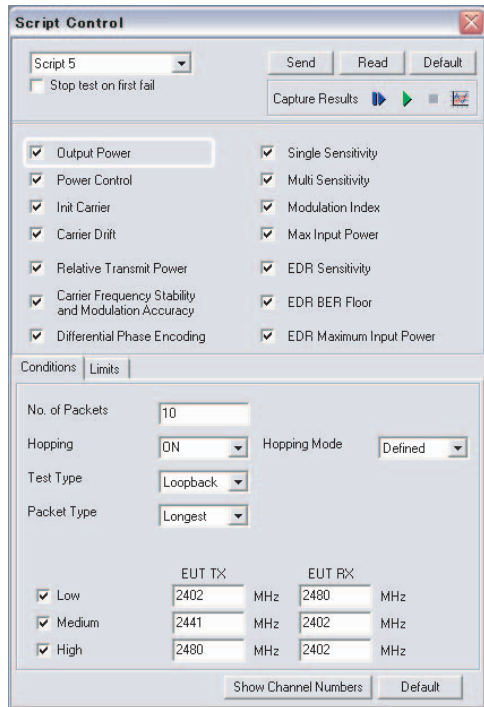 Script Control
Script 5
Send Read Default
Stop test on first fail
Capture Results
Output Power Single Sensitivity
Power Control Multi Sensitivity
Init Carrier Modulation Index
Carrier Drift Max Input Power
Relative Transmit Power EDR Sensitivity
Carrier Frequency Stability
and Modulation Accuracy EDR BER Floor
Differential Phase Encoding EDR Maximum Input Power
Conditions Limits
No. of Packets 10
Hopping ON Hopping Mode Defined
Test Type Loopback
Packet Type Longest
EUT TX EUT RX
Low 2402 MHz 2480 MHz
Medium 2441 MHz 2402 MHz
High 2480 MHz 2402 MHz
Show Channel Numbers Default